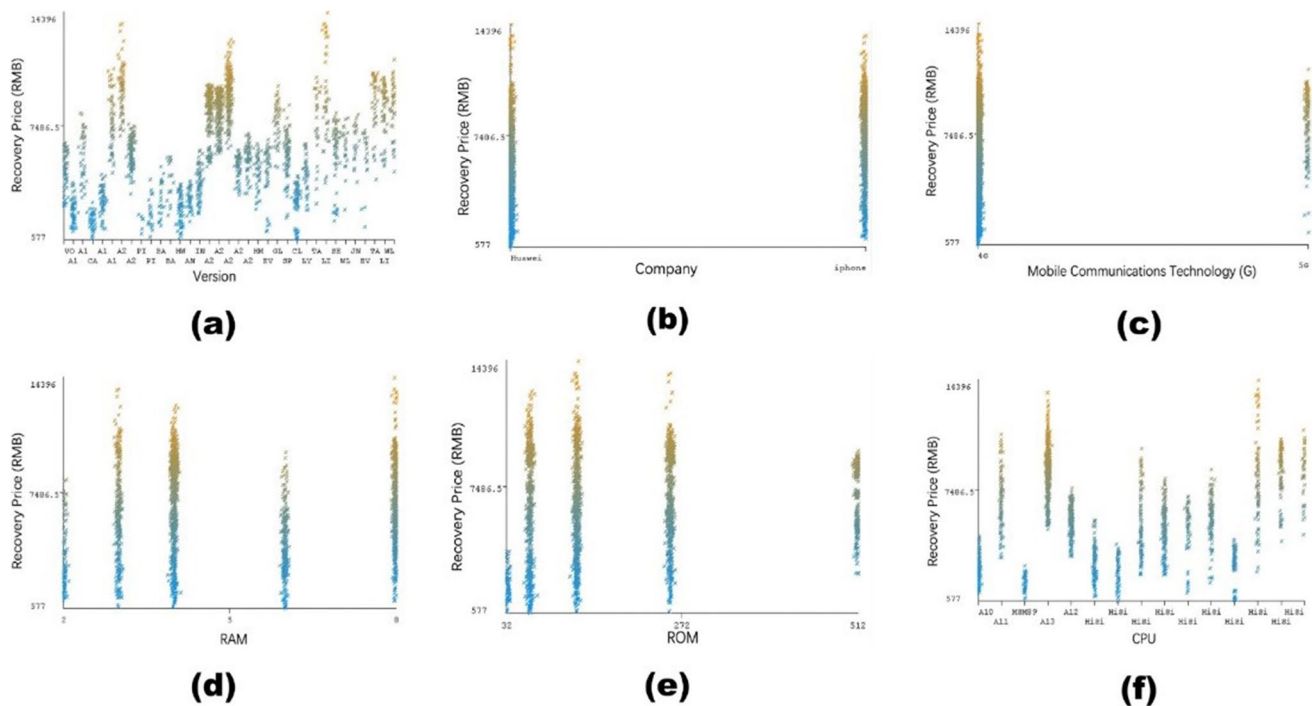 14396
7486.5
577
Recovery Price (RMB)
VO A1 A1 A2 PI BA HW IN A2 A2 HM GL CL TA HE JN TA WL
A1 CA A1 A2 PI BA AN A2 A2 A2 EV SP LY LI WL EV LI
Version
(a)
14396
7486.5
577
Recovery Price (RMB)
Huawei
iphone
Company
(b)
14396
7486.5
577
Recovery Price (RMB)
4G
5G
Mobile Communications Technology (G)
(c)
14396
7486.5
577
Recovery Price (RMB)
2 5 8
RAM
(d)
14396
7486.5
577
Recovery Price (RMB)
32 272 512
ROM
(e)
14396
7486.5
577
Recovery Price (RMB)
A10 MSM89 A12 HiSi HiSi HiSi HiSi HiSi
A11 A13 HiSi HiSi HiSi HiSi HiSi
CPU
(f)